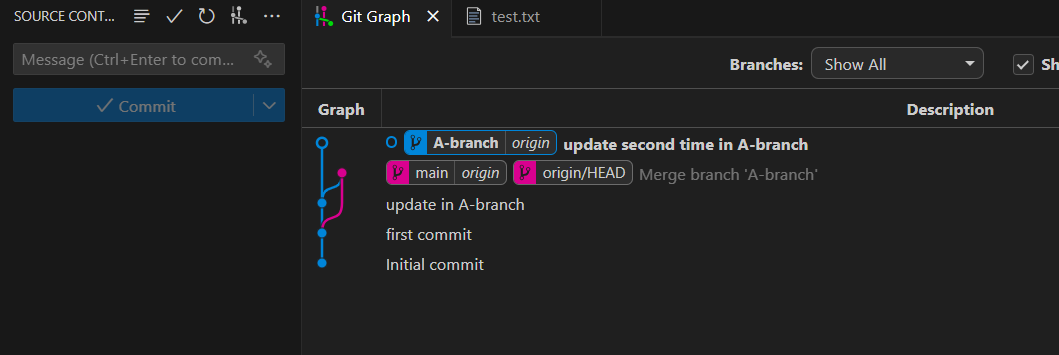 SOURCE CONT...
Git Graph
test.txt
Message (Ctrl+Enter to com...
Branches: Show All
Sh
Commit
Graph
Description
A-branch origin update second time in A-branch
main origin origin/HEAD Merge branch 'A-branch'
update in A-branch
first commit
Initial commit